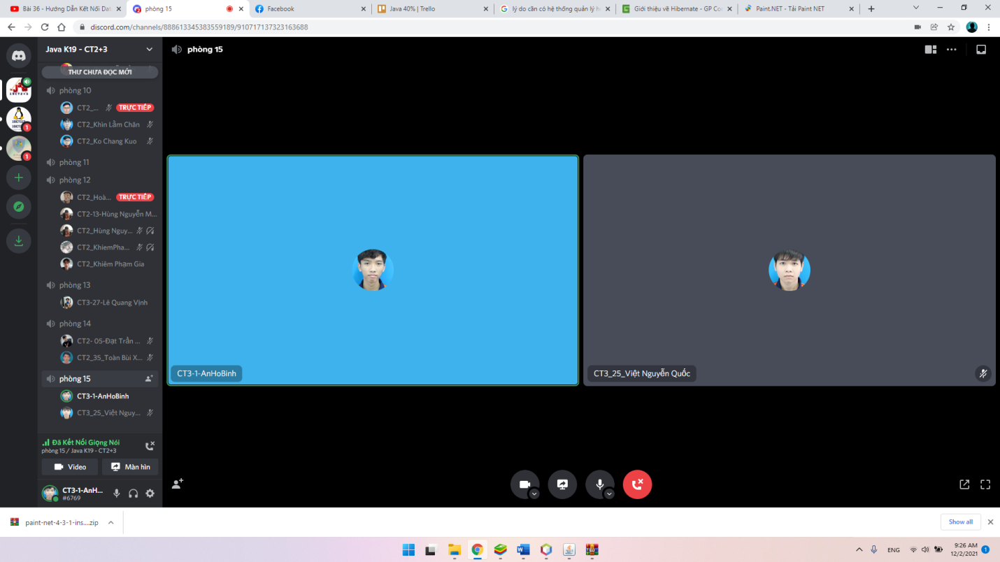 Bài 36 - Hướng Dẫn Kết Nối Dat
phòng 15
Facebook
Java 40% | Trello
lý do cần có hệ thống quản lý h
Giới thiệu về Hibernate - GP Co
Paint.NET - Tải Paint NET
discord.com/channels/888613345383559189/910717137323163688
Java K19 - CT2+3
THƯ CHƯA ĐỌC MỚI
phòng 10
CT2_... TRỰC TIẾP
CT2_Khìn Lằm Chăn
CT2_Ko Chang Kuo
phòng 11
phòng 12
CT2_Hoà... TRỰC TIẾP
CT2-13-Hùng Nguyễn M...
CT2_Hùng Nguy...
CT2_KhiemPha...
CT2_Khiêm Phạm Gia
phòng 13
CT3-27-Lê Quang Vịnh
phòng 14
CT2- 05-Đạt Trần ...
CT2_35_Toàn Bùi X...
phòng 15
CT3-1-AnHoBinh
CT3_25_Việt Nguy...
Đã Kết Nối Giọng Nói
phòng 15 / Java K19 - CT2+3
Video
Màn hìn
CT3-1-AnH...
#6769
phòng 15
CT3-1-AnHoBinh
CT3_25_Việt Nguyễn Quốc
paint-net-4-3-1-ins....zip
Show all
ENG
9:26 AM
12/2/2021
1